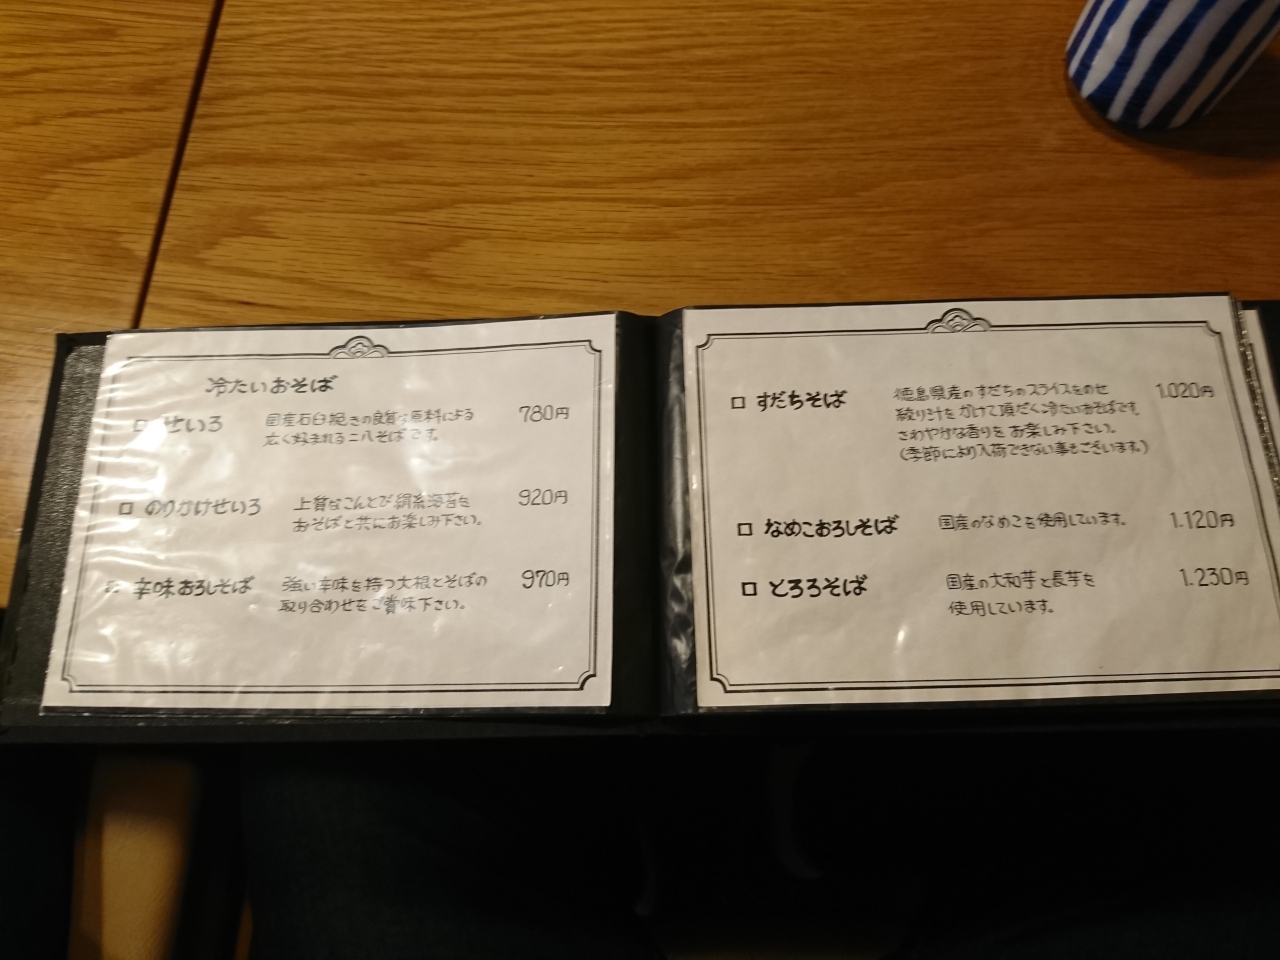 冷たいおそば
□ せいろ 国産石臼挽きの良質な原料による 780円
広く好まれる二八そばです。
□ のりかけせいろ 上質なこんとび絹糸海苔を 920円
おそばと共にお楽しみ下さい。
辛味おろしそば 強い辛味を持つ大根とそばの 970円
取り合わせをご賞味下さい。
□ すだちそば 徳島県産のすだちのスライスをのせ 1.020円
絞り汁をかけて頂だく冷たいおそばです。
さわやかな香りをお楽しみ下さい。
(季節により入荷できない事もございます。)
□ なめこおろしそば 国産のなめこを使用しています。 1.120円
□ とろろそば 国産の大和芋と長芋を 1.230円
使用しています。